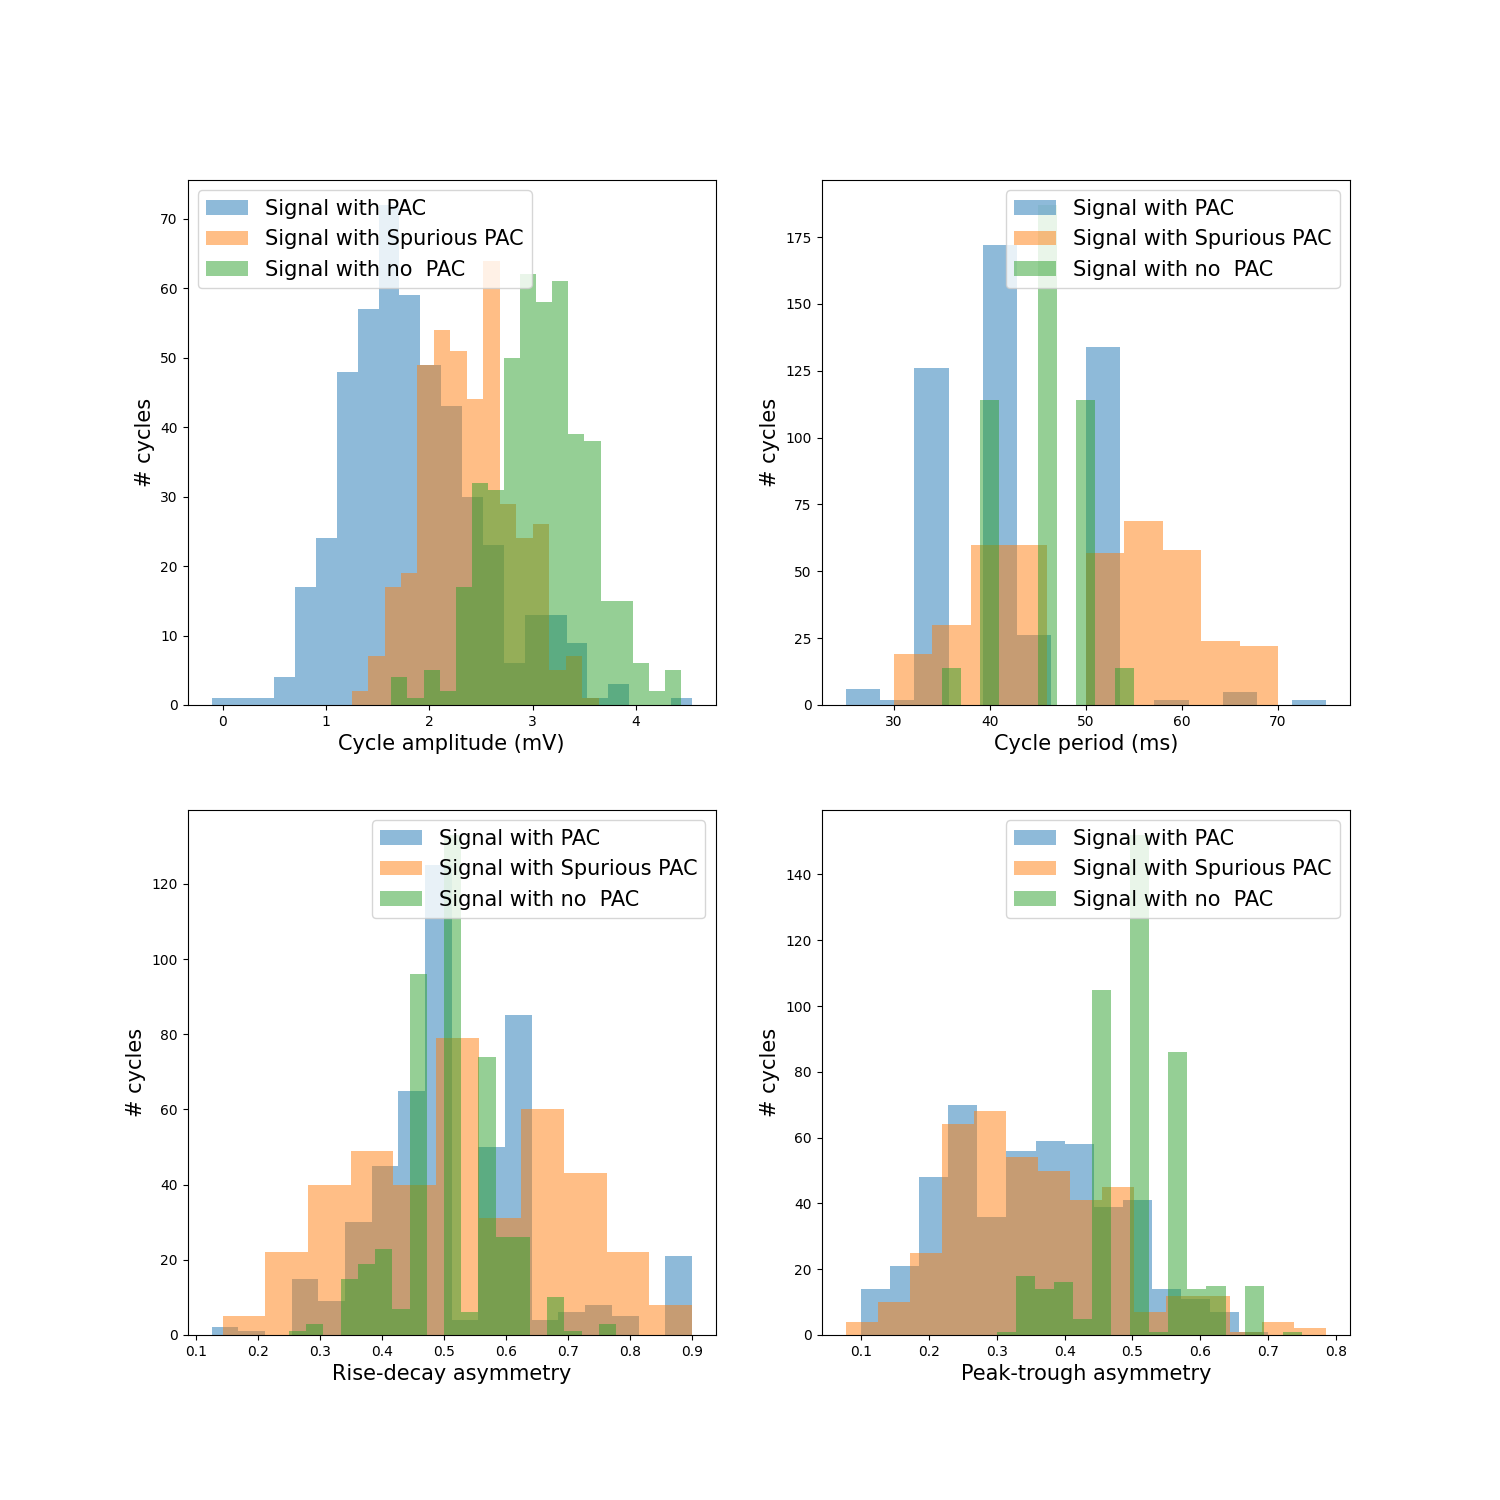 Signal with PAC
Signal with Spurious PAC
Signal with no  PAC
70
60
50
40
30
20
10
0
# cycles
0 1 2 3 4
Cycle amplitude (mV)
Signal with PAC
Signal with Spurious PAC
Signal with no  PAC
175
150
125
100
75
50
25
0
# cycles
30 40 50 60 70
Cycle period (ms)
Signal with PAC
Signal with Spurious PAC
Signal with no  PAC
120
100
80
60
40
20
0
# cycles
0.1 0.2 0.3 0.4 0.5 0.6 0.7 0.8 0.9
Rise-decay asymmetry
Signal with PAC
Signal with Spurious PAC
Signal with no  PAC
140
120
100
80
60
40
20
0
# cycles
0.1 0.2 0.3 0.4 0.5 0.6 0.7 0.8
Peak-trough asymmetry